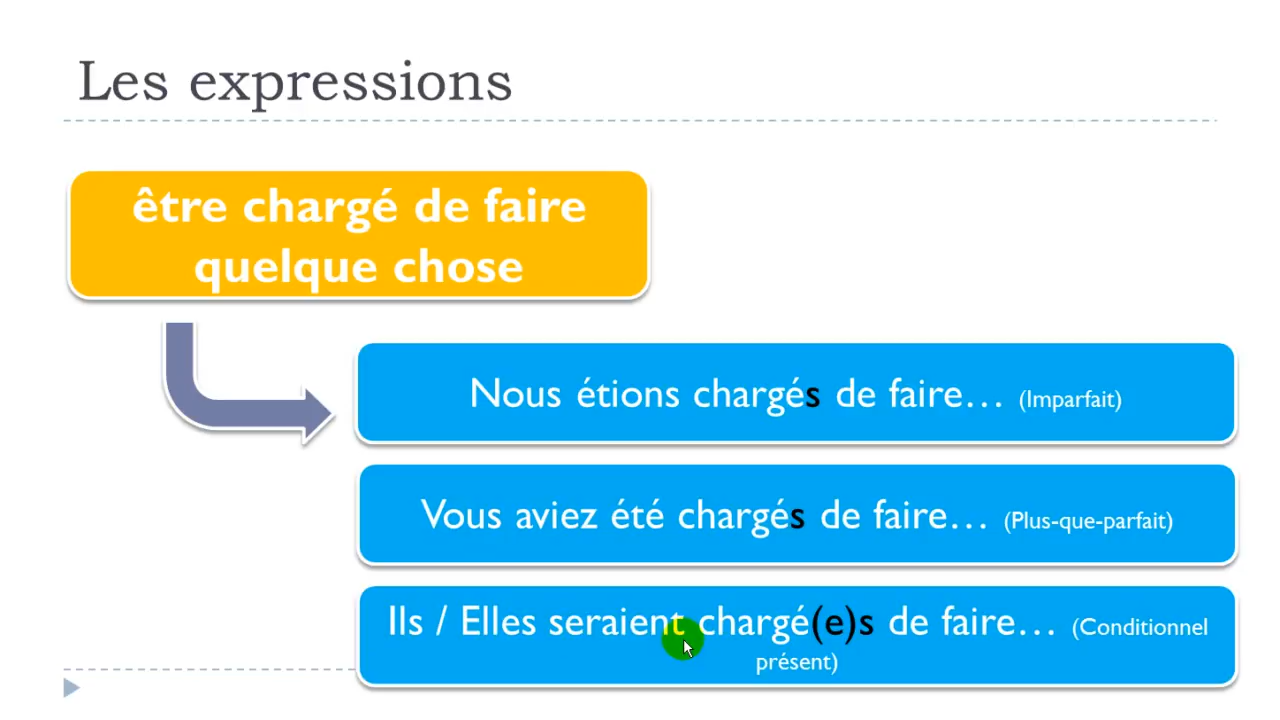 Les expressions
être chargé de faire
quelque chose
Nous étions chargés de faire… (Imparfait)
Vous aviez été chargés de faire… (Plus-que-parfait)
Ils / Elles seraient chargé(e)s de faire… (Conditionnel
présent)